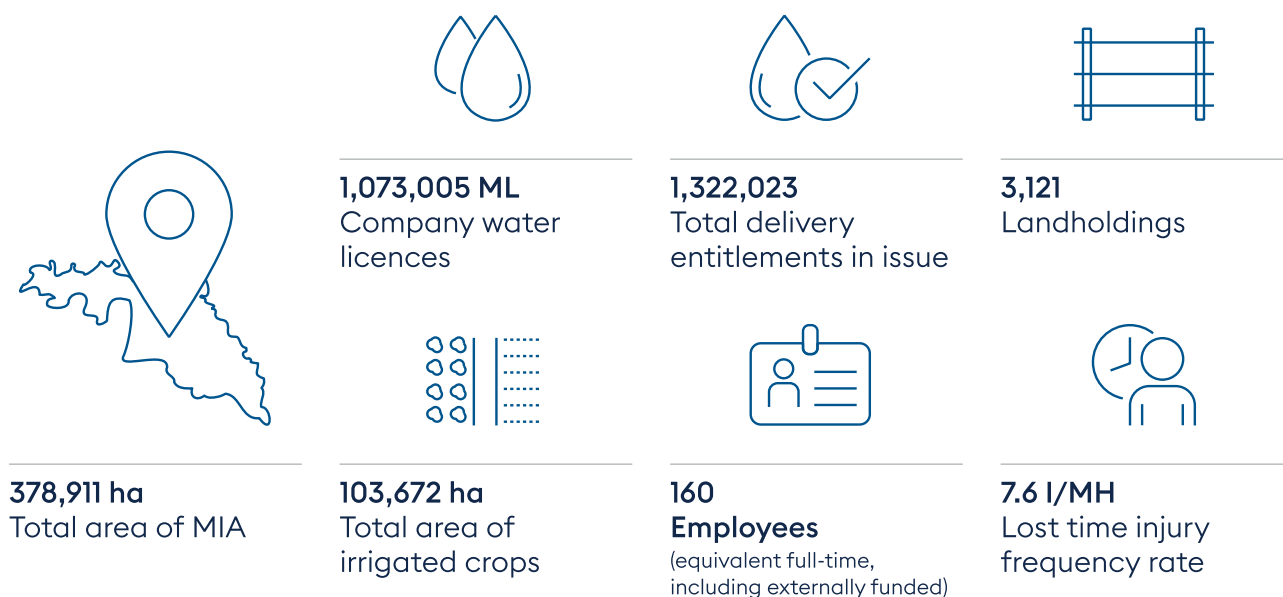 1,073,005 ML
Company water
licences
1,322,023
Total delivery
entitlements in issue
3,121
Landholdings
378,911 ha
Total area of MIA
103,672 ha
Total area of
irrigated crops
160
Employees
(equivalent full-time,
including externally funded)
7.6 I/MH
Lost time injury
frequency rate